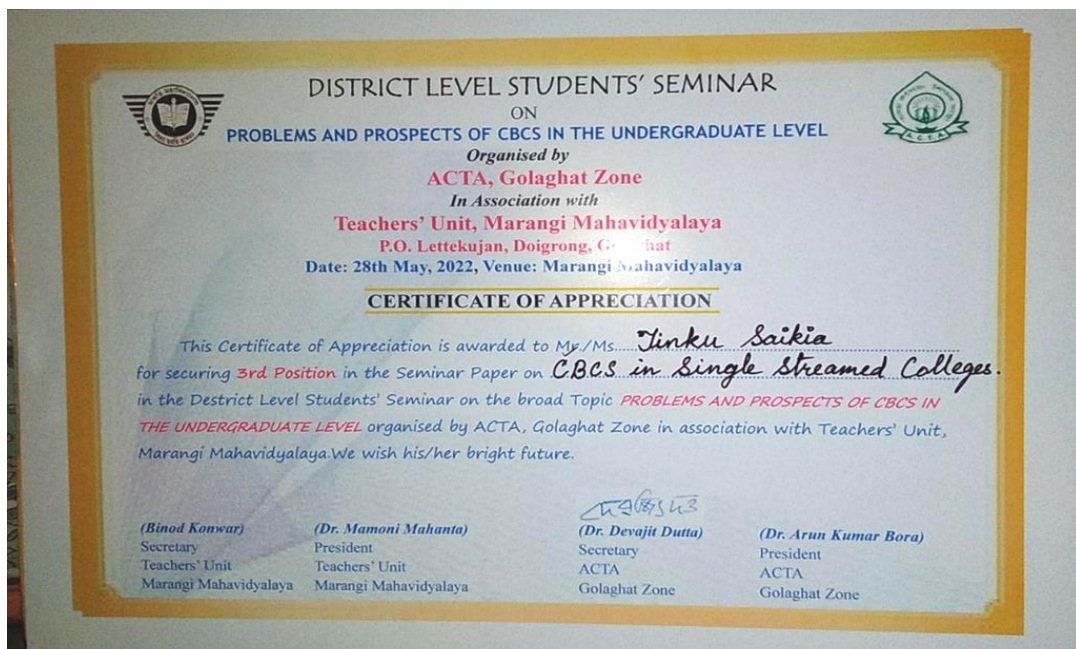 DISTRICT LEVEL STUDENTS' SEMINAR
ON
PROBLEMS AND PROSPECTS OF CBCS IN THE UNDERGRADUATE LEVEL
Organised by
ACTA, Golaghat Zone
In Association with
Teachers' Unit, Marangi Mahavidyalaya
P.O. Lettekujan, Doigrong,
Date: 28th May, 2022, Venue: Marangi Mahavidyalaya
CERTIFICATE OF APPRECIATION
This Certificate of Appreciation is awarded to Mr./Ms. Jinku Saikia
for securing 3rd Position in the Seminar Paper on CBCS in Single Streamed Colleges.
in the Destrict Level Students' Seminar on the broad Topic PROBLEMS AND PROSPECTS OF CBCS IN
THE UNDERGRADUATE LEVEL organised by ACTA, Golaghat Zone in association with Teachers' Unit,
Marangi Mahavidyalaya.We wish his/her bright future.
(Binod Konwar) (Dr. Mamoni Mahanta) (Dr. Devajit Dutta) (Dr. Arun Kumar Bora)
Secretary President Secretary President
Teachers' Unit Teachers' Unit ACTA ACTA
Marangi Mahavidyalaya Marangi Mahavidyalaya Golaghat Zone Golaghat Zone
A.C.T.A